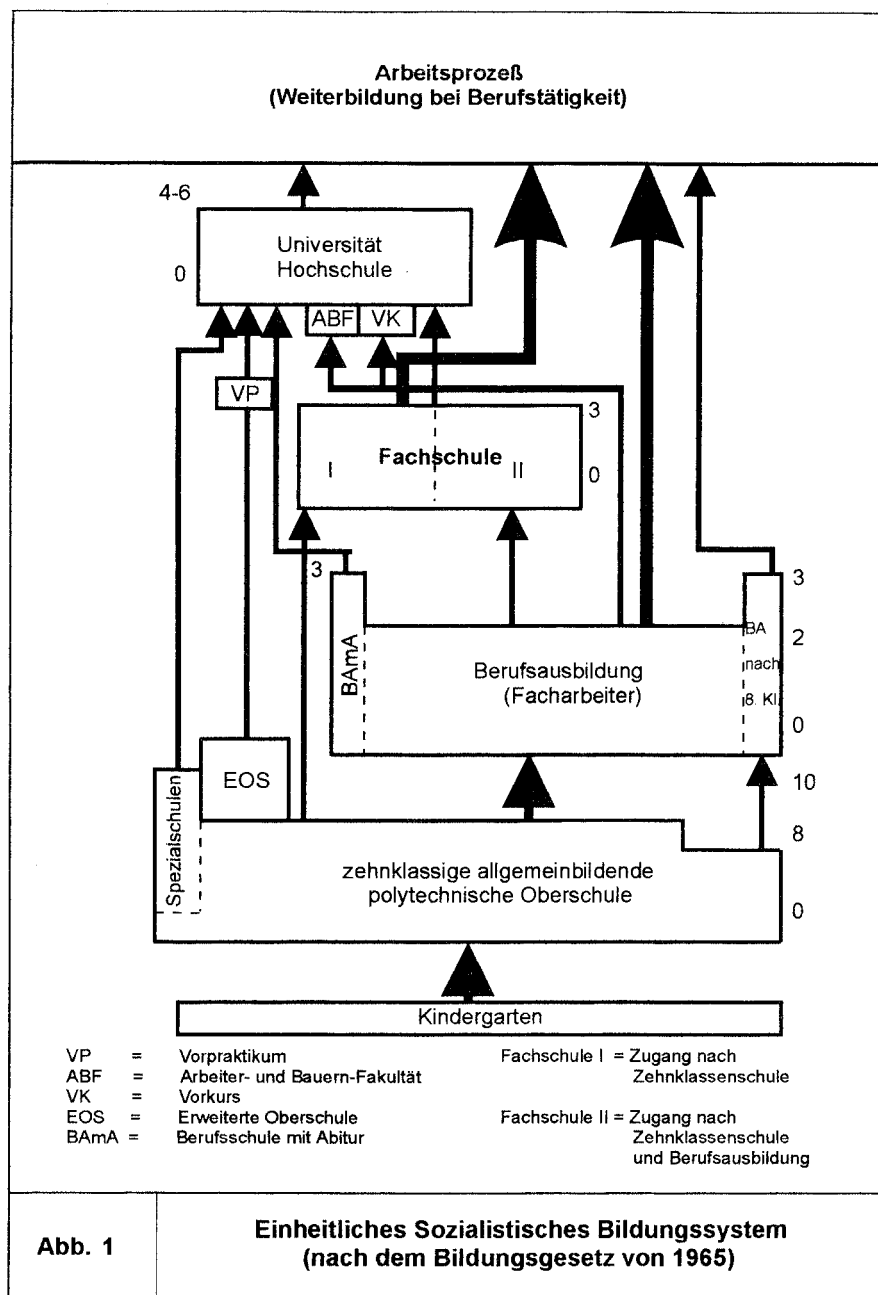 Arbeitsprozeß
(Weiterbildung bei Berufstätigkeit)
4-6
Universität
Hochschule
0
ABF
VK
VP
3
Fachschule
I
II
0
3
3
BAmA
BA
2
nach
Berufsausbildung
(Facharbeiter)
8. Kl.
0
EOS
10
Spezialschulen
8
zehnklassige allgemeinbildende
polytechnische Oberschule
0
Kindergarten
VP = Vorpraktikum
ABF = Arbeiter- und Bauern-Fakultät
VK = Vorkurs
EOS = Erweiterte Oberschule
BAmA = Berufsschule mit Abitur
Fachschule I = Zugang nach
Zehnklassenschule
Fachschule II = Zugang nach
Zehnklassenschule
und Berufsausbildung
Abb. 1
Einheitliches Sozialistisches Bildungssystem
(nach dem Bildungsgesetz von 1965)